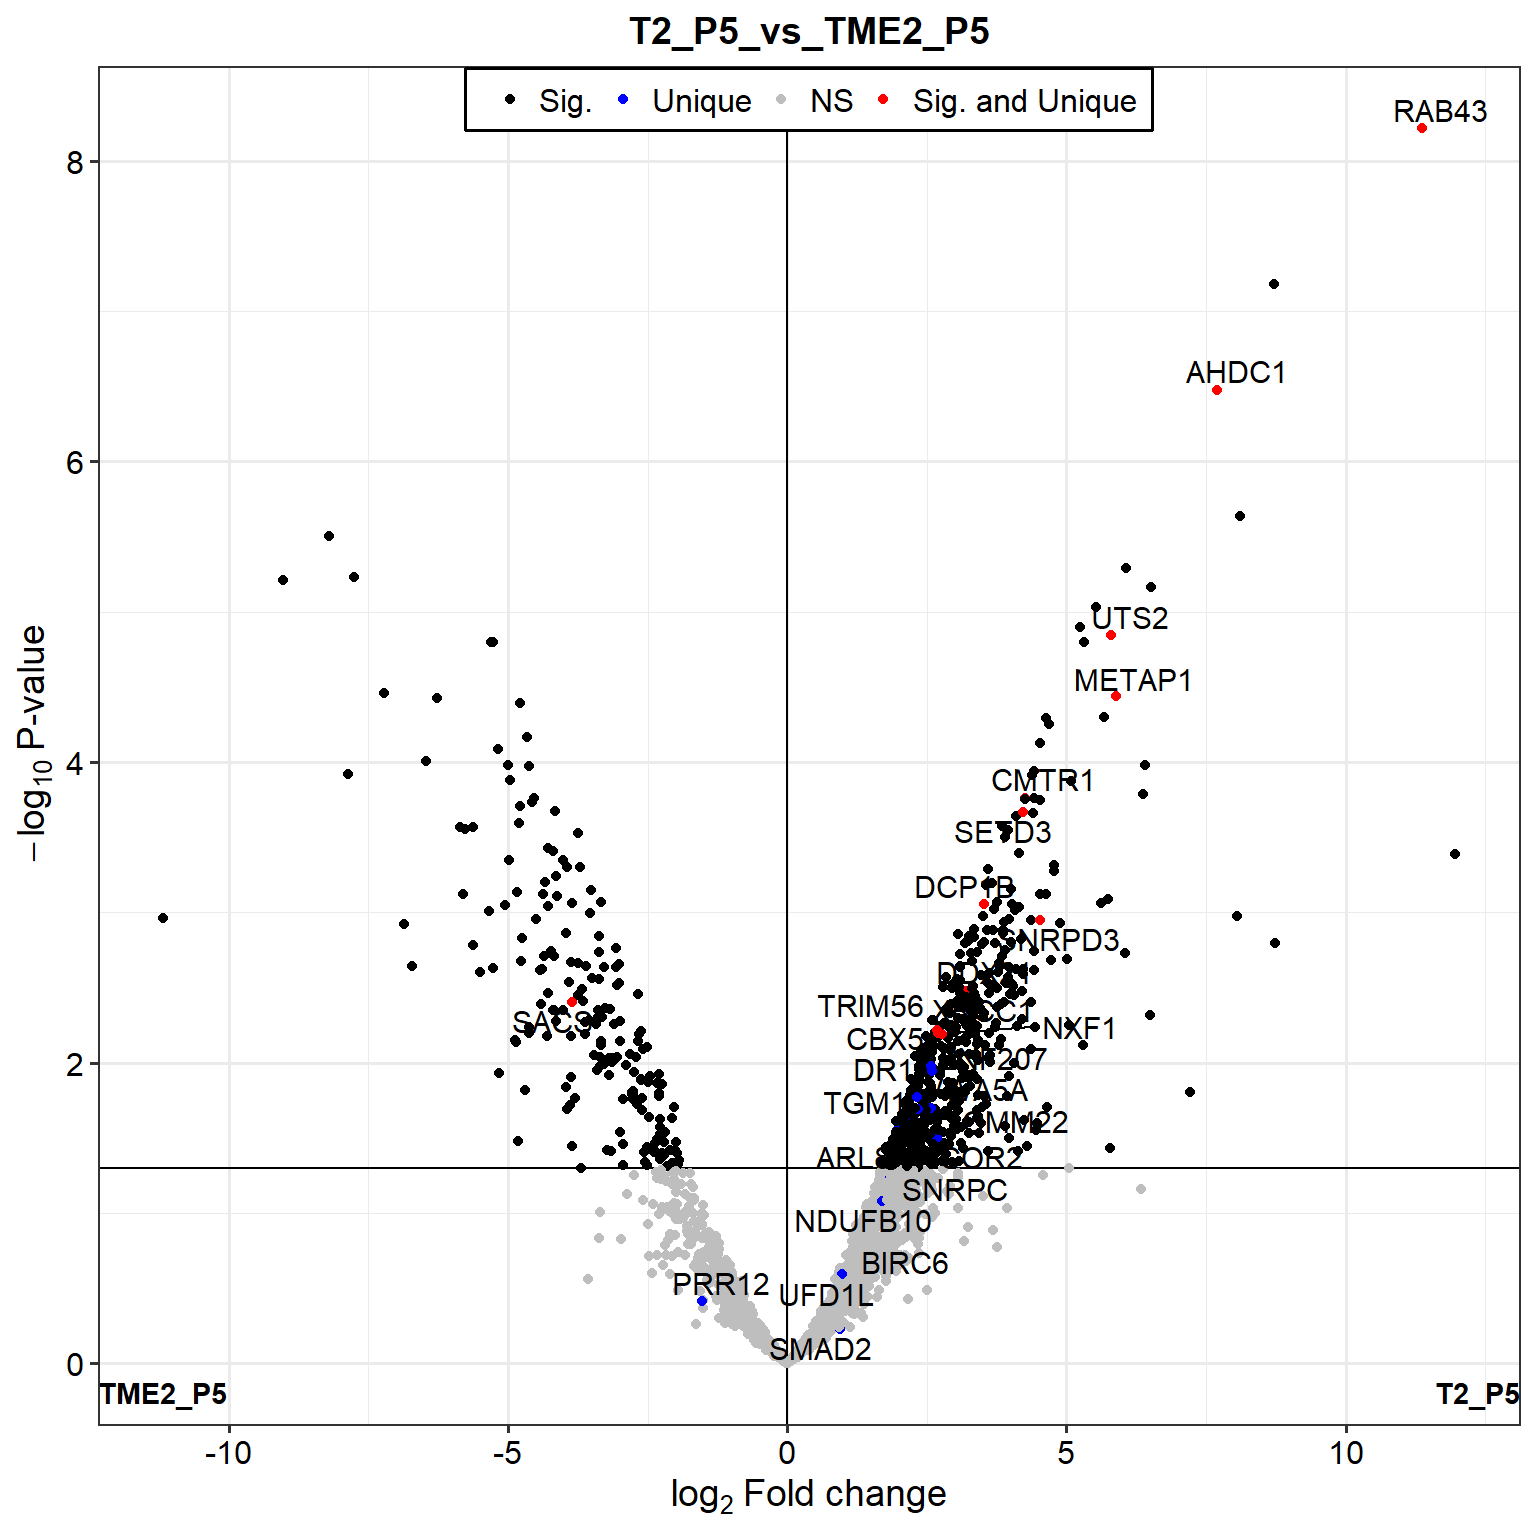 T2_P5_vs_TME2_P5
Sig. Unique NS Sig. and Unique
RAB43
8
AHDC1
6
UTS2
METAP1
4
CMTR1
SETD3
DCP1B
TRIM56
NXF1
CBX5
2
SACS
BIRC6
SNRPC
NDUFB10
PRR12
UFD1L
SMAD2
0
TME2_P5
T2_P5
-10 -5 0 5 10
log2 Fold change
−log10 P-value